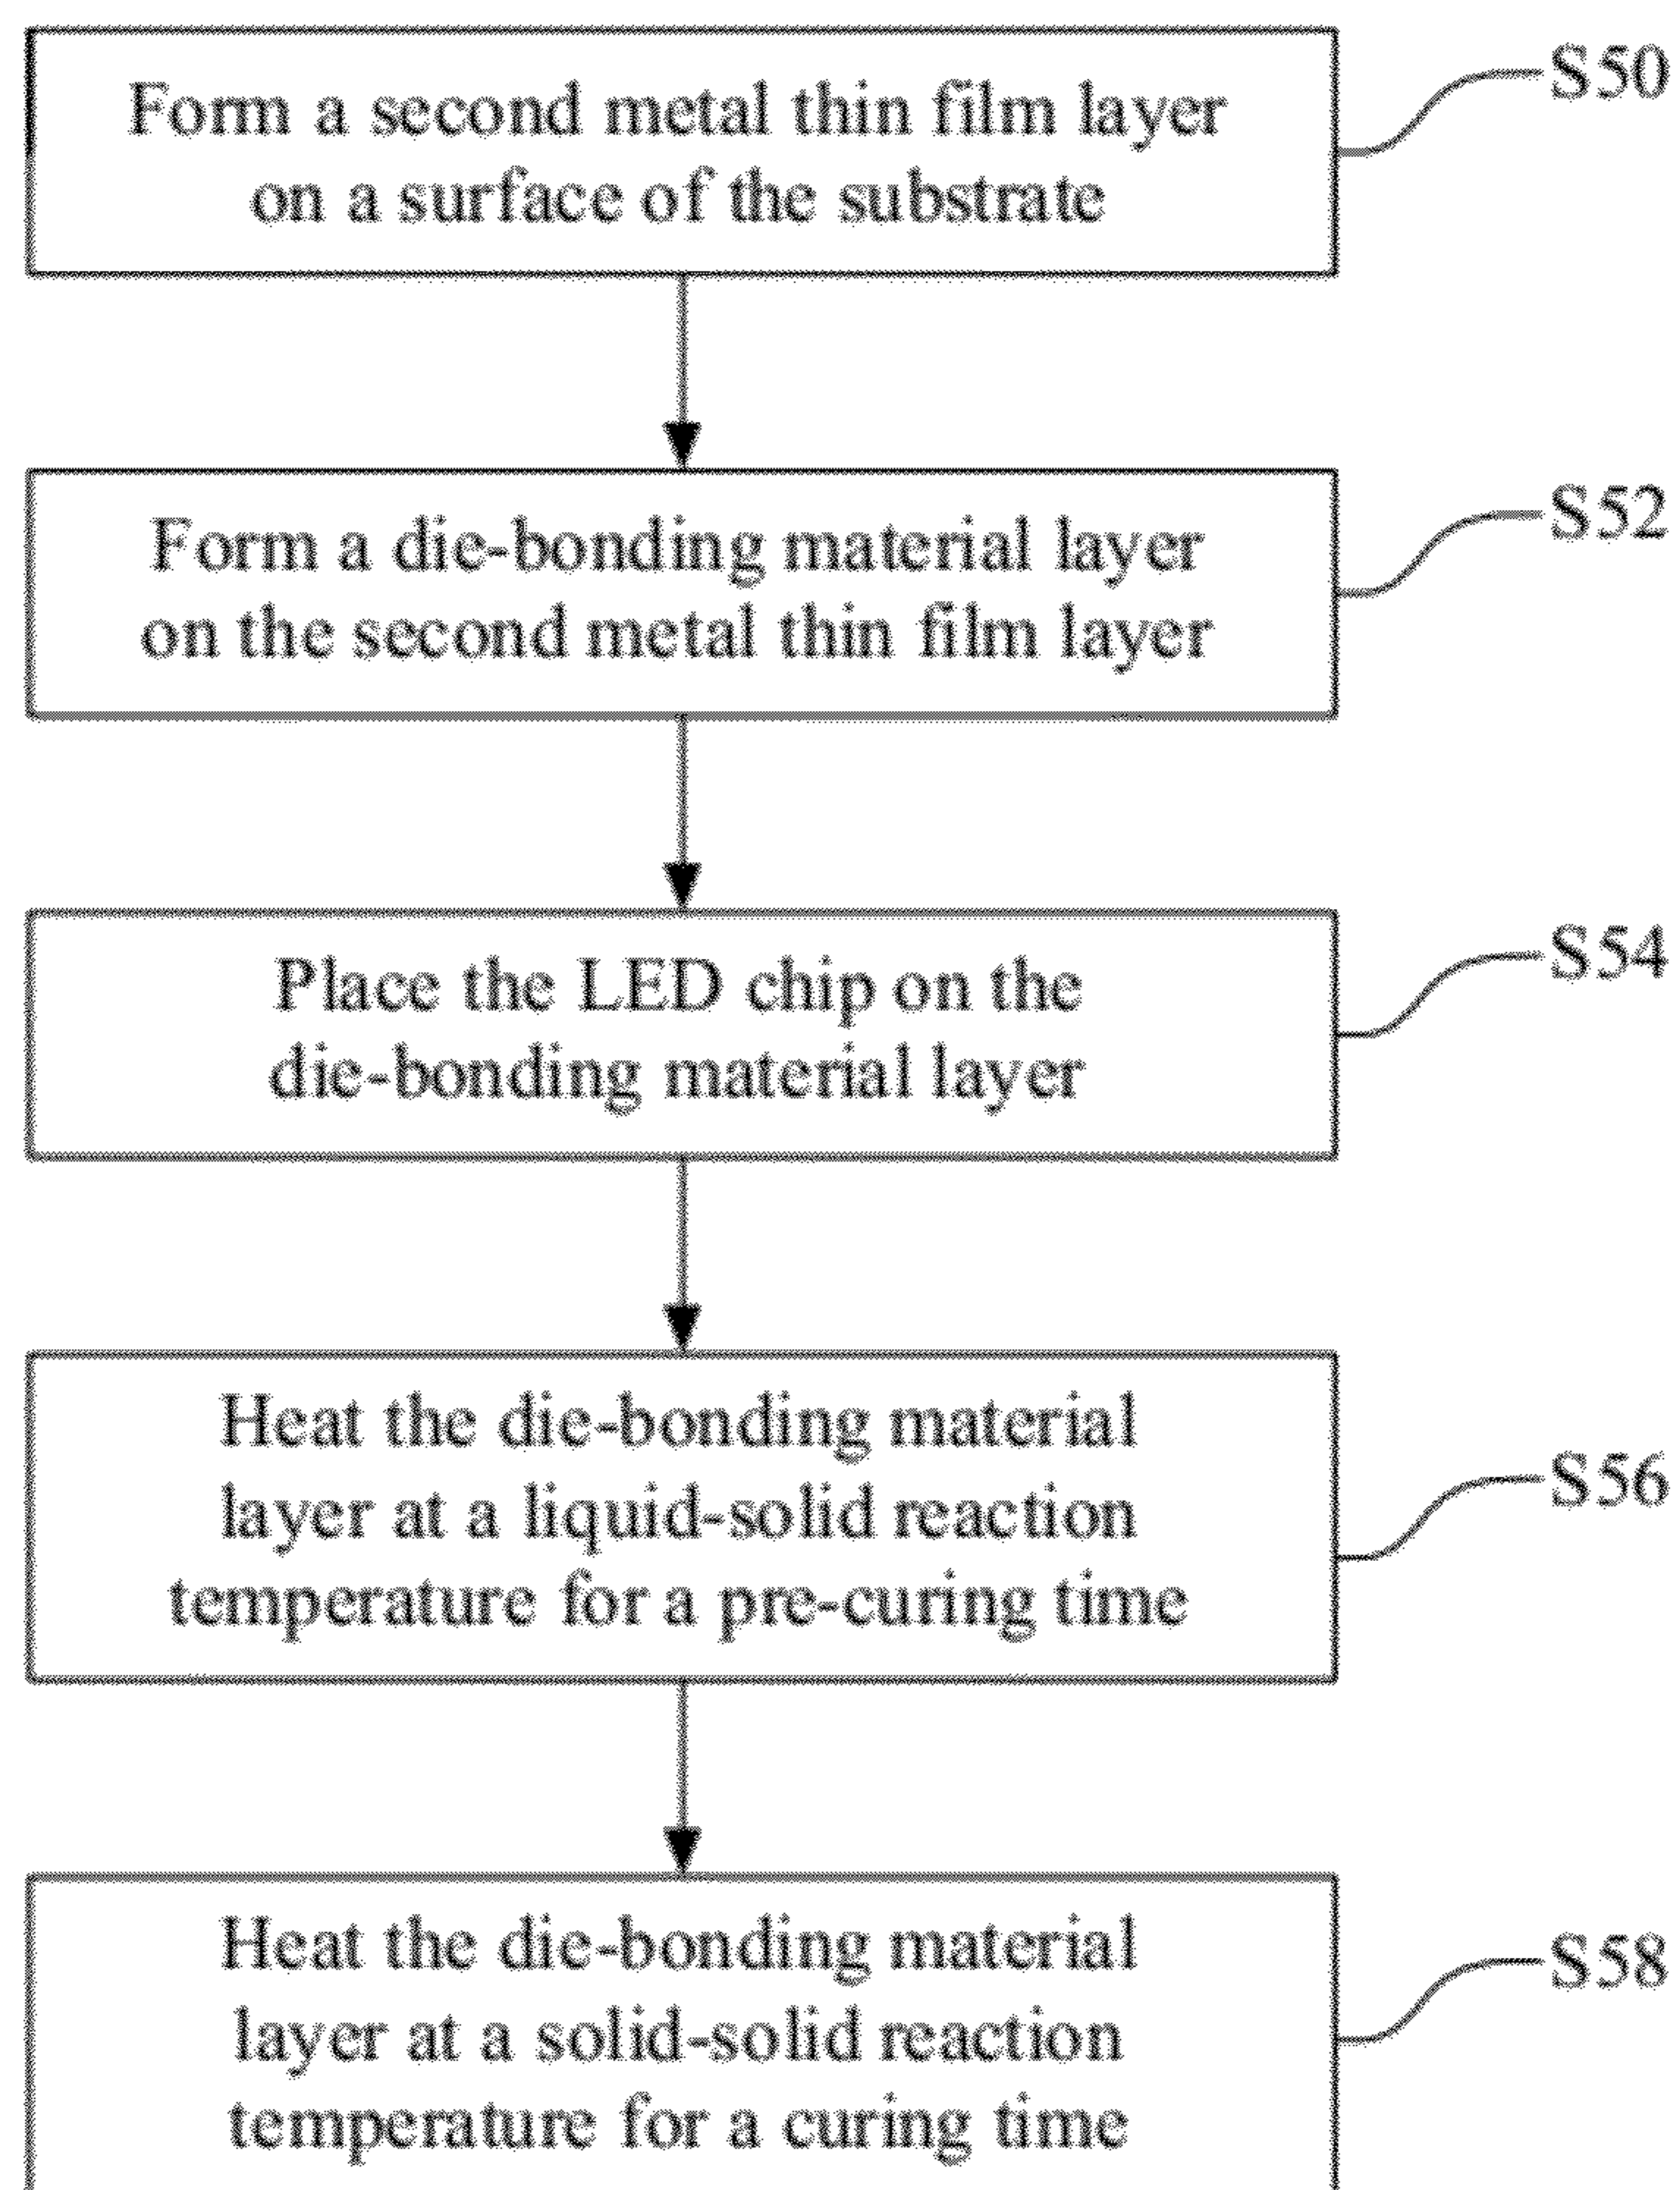 Form a second metal thin film layer
on a surface of the substrate
S50
Form a die-bonding material layer
on the second metal thin film layer
S52
Place the LED chip on the
die-bonding material layer
S54
Heat the die-bonding material
layer at a liquid-solid reaction
temperature for a pre-curing time
S56
Heat the die-bonding material
layer at a solid-solid reaction
temperature for a curing time
S58